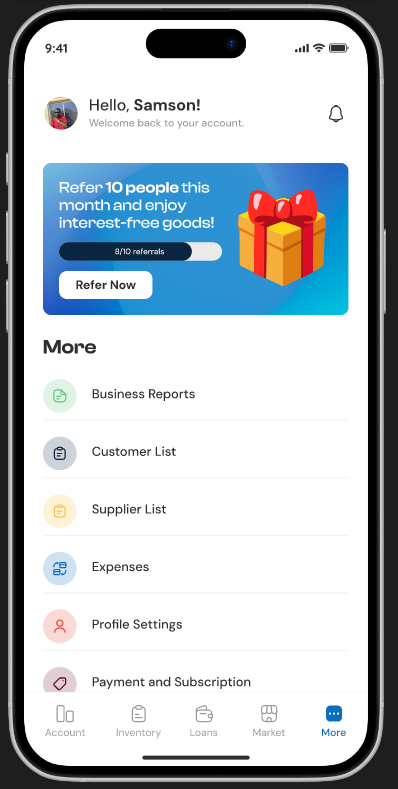 9:41
Hello, Samson!
Welcome back to your account.
Refer 10 people this
month and enjoy
interest-free goods!
8/10 referrals
Refer Now
More
Business Reports
Customer List
Supplier List
Expenses
Profile Settings
Payment and Subscription
Account
Inventory
Loans
Market
More